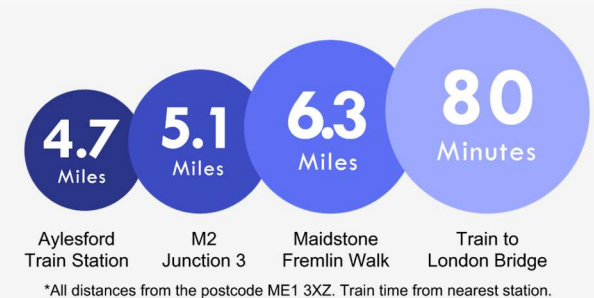 4.7
Miles
5.1
Miles
6.3
Miles
80
Minutes
Aylesford
Train Station
M2
Junction 3
Maidstone
Fremlin Walk
Train to
London Bridge
*All distances from the postcode ME1 3XZ. Train time from nearest station.